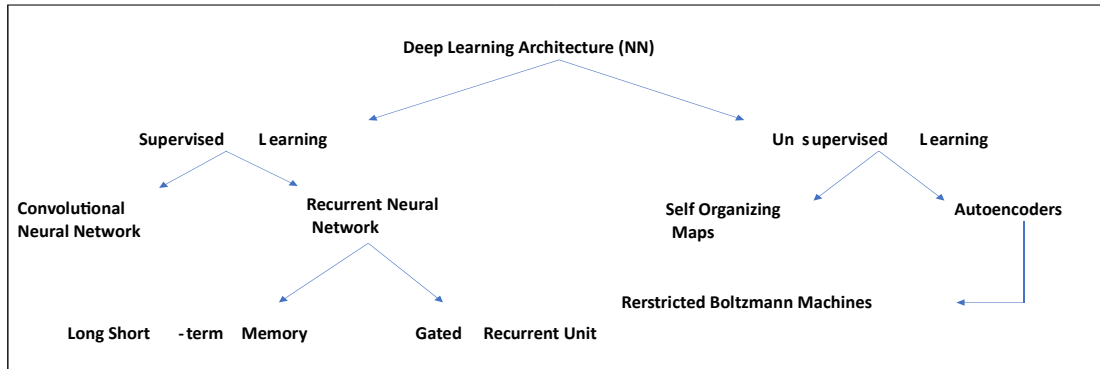 Deep Learning Architecture (NN)
Supervised Learning
Un supervised Learning
Convolutional
Neural Network
Recurrent Neural
Network
Self Organizing
Maps
Autoencoders
Rerstricted Boltzmann Machines
Long Short -term Memory
Gated Recurrent Unit